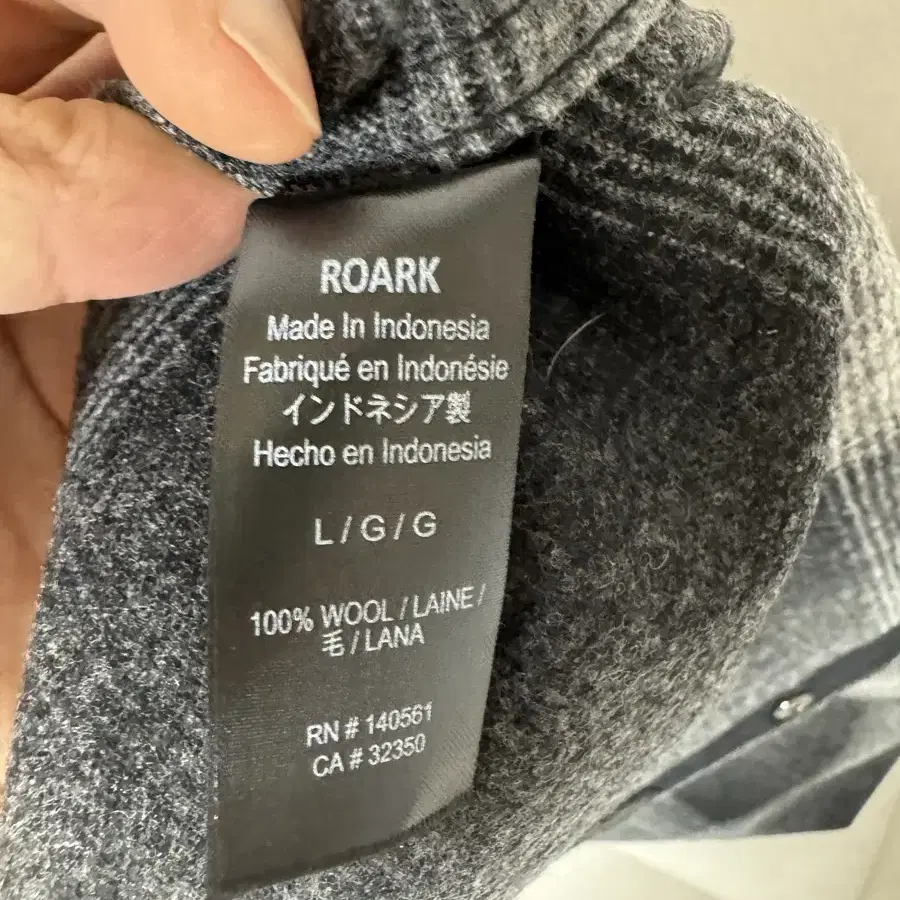 ROARK
Made In Indonesia
Fabriqué en Indonésie
インドネシア製
Hecho en Indonesia
L / G / G
100% WOOL / LAINE /
毛 / LANA
RN # 140561
CA # 32350